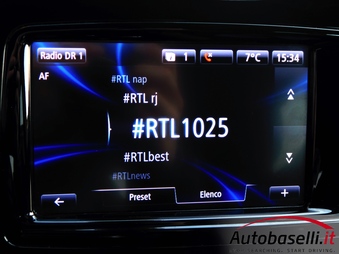 Radio DR 1
1
7°C
15:34
AF
#RTL nap
#RTL rj
#RTL1025
#RTLbest
#RTLnews
Preset
Elenco
+
Autobaselli.it